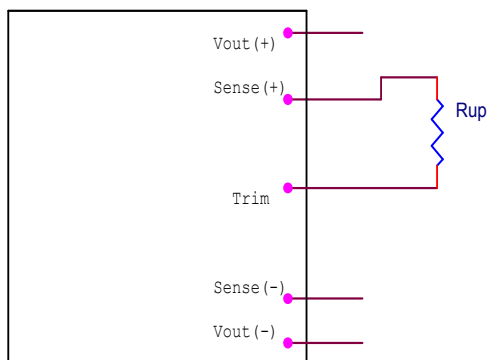 Vout(+)
Sense(+)
Rup
Trim
Sense(-)
Vout(-)